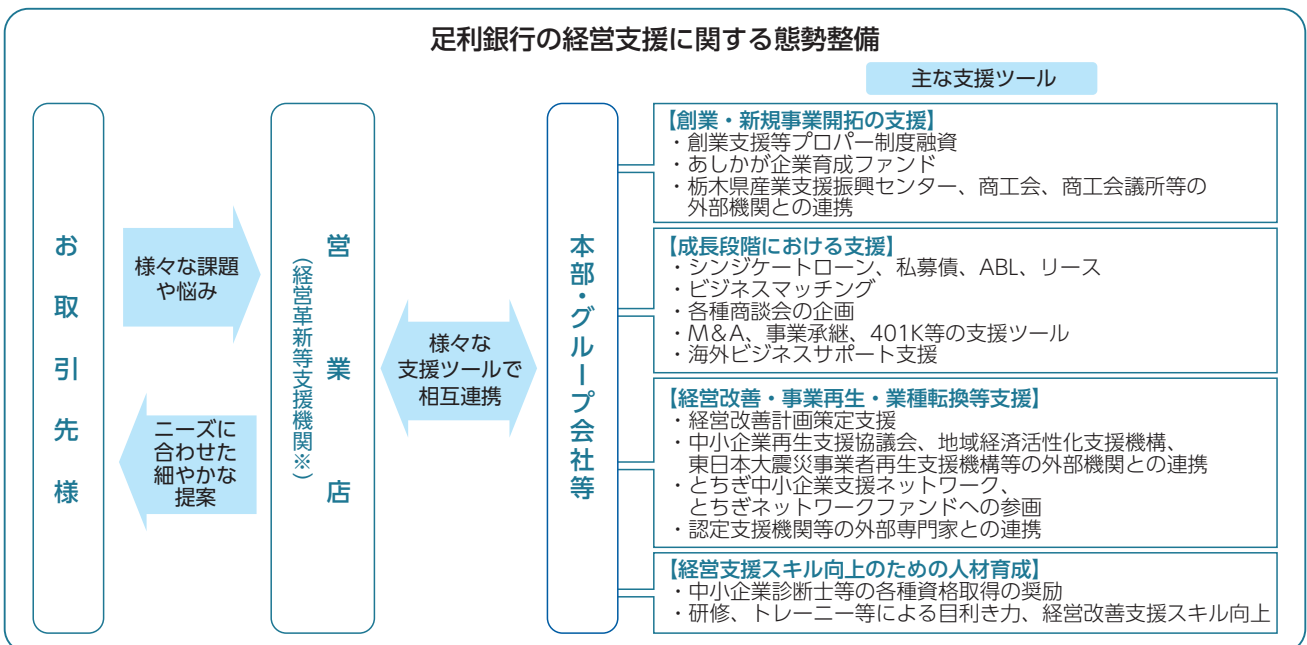 足利銀行の経営支援に関する態勢整備
主な支援ツール
お取引先様
様々な課題
や悩み
ニーズに
合わせた
細やかな
提案
営業店
(経営革新等支援機関※)
様々な
支援ツールで
相互連携
本部・グループ会社等
【創業・新規事業開拓の支援】
・創業支援等プロパー制度融資
・あしかが企業育成ファンド
・栃木県産業支援振興センター、商工会、商工会議所等の
外部機関との連携
【成長段階における支援】
・シンジケートローン、私募債、ABL、リース
・ビジネスマッチング
・各種商談会の企画
・M&A、事業承継、401K等の支援ツール
・海外ビジネスサポート支援
【経営改善・事業再生・業種転換等支援】
・経営改善計画策定支援
・中小企業再生支援協議会、地域経済活性化支援機構、
東日本大震災事業者再生支援機構等の外部機関との連携
・とちぎ中小企業支援ネットワーク、
とちぎネットワークファンドへの参画
・認定支援機関等の外部専門家との連携
【経営支援スキル向上のための人材育成】
・中小企業診断士等の各種資格取得の奨励
・研修、トレーニー等による目利き力、経営改善支援スキル向上